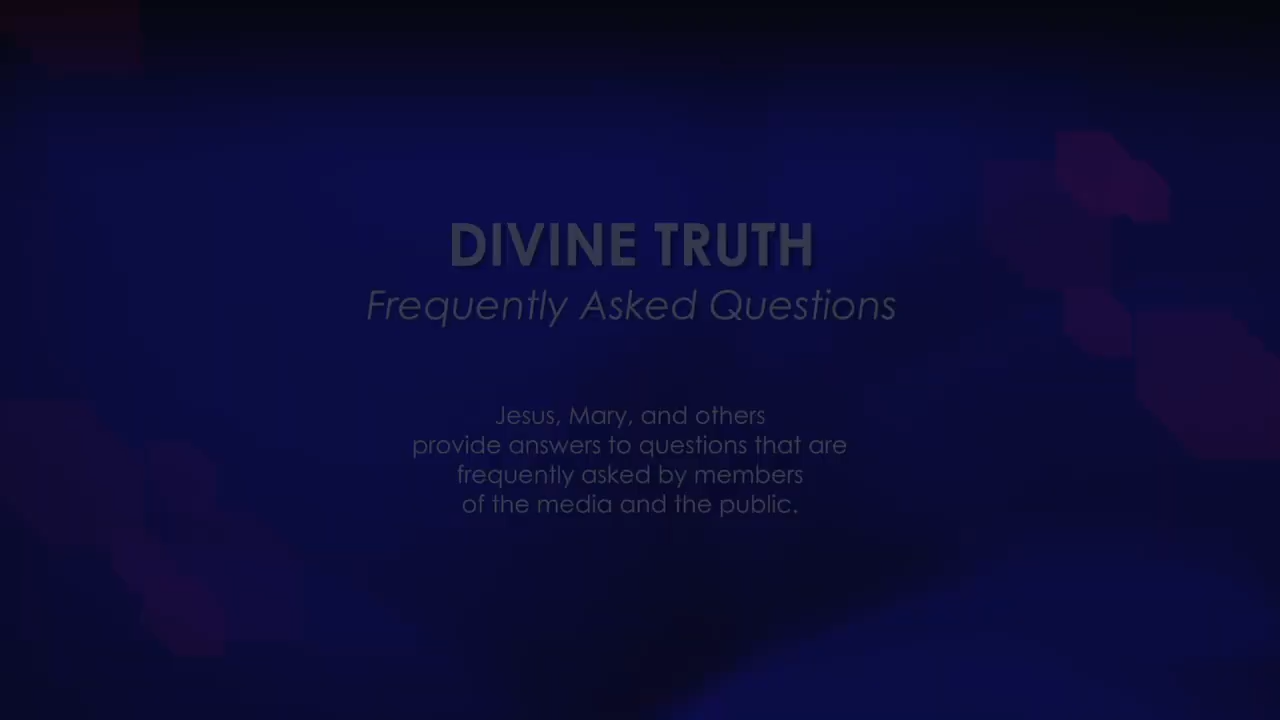 DIVINE TRUTH
Frequently Asked Questions
Jesus, Mary, and others
provide answers to questions that are
frequently asked by members
of the media and the public.